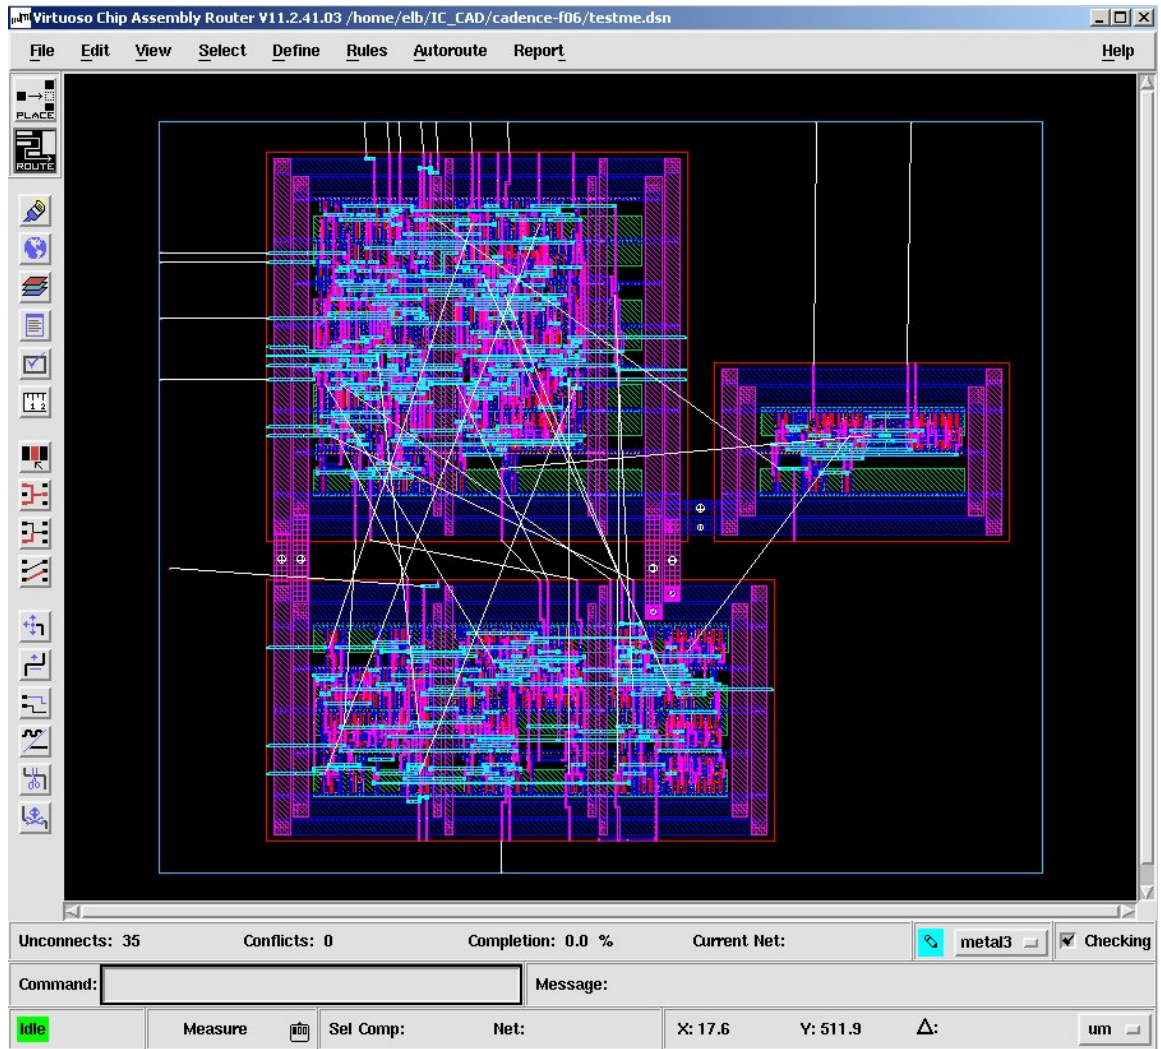 Virtuoso Chip Assembly Router V11.2.41.03 /home/elb/IC_CAD/cadence-f06/testme.dsn
File Edit View Select Define Rules Autoroute Report Help
PLACE
ROUTE
1 2
Unconnects: 35 Conflicts: 0 Completion: 0.0 % Current Net: metal3 Checking
Command: Message:
Idle Measure Sel Comp: Net: X: 17.6 Y: 511.9 Δ: um